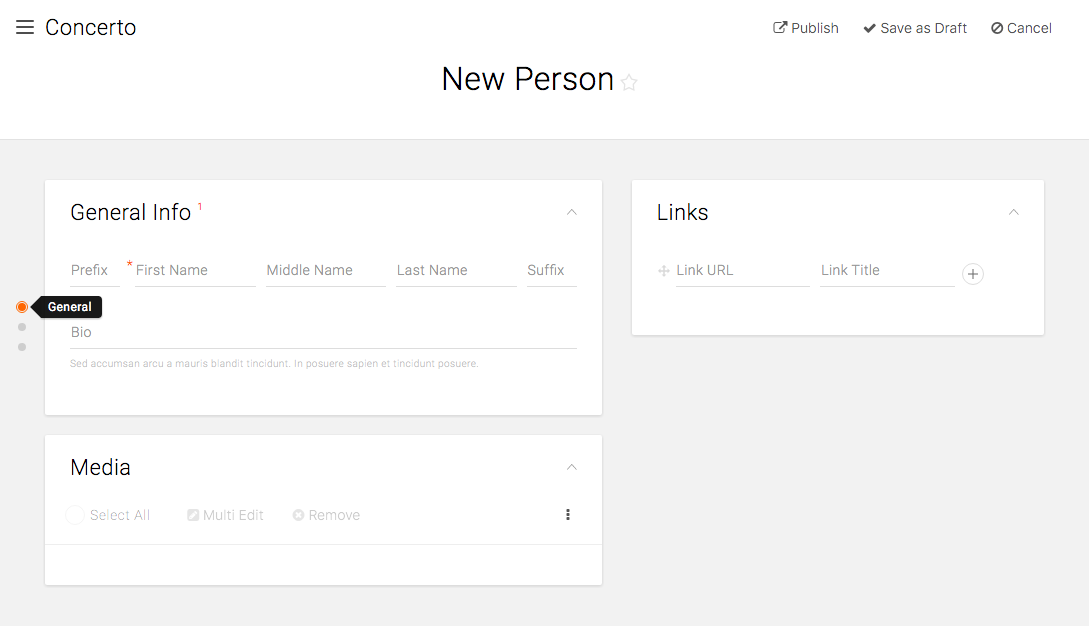 Concerto
Publish Save as Draft Cancel
New Person
General Info 1
Prefix * First Name Middle Name Last Name Suffix
General
Bio
Sed accumsan arcu a mauris blandit tincidunt. In posuere sapien et tincidunt posuere.
Media
Select All Multi Edit Remove
Links
Link URL Link Title